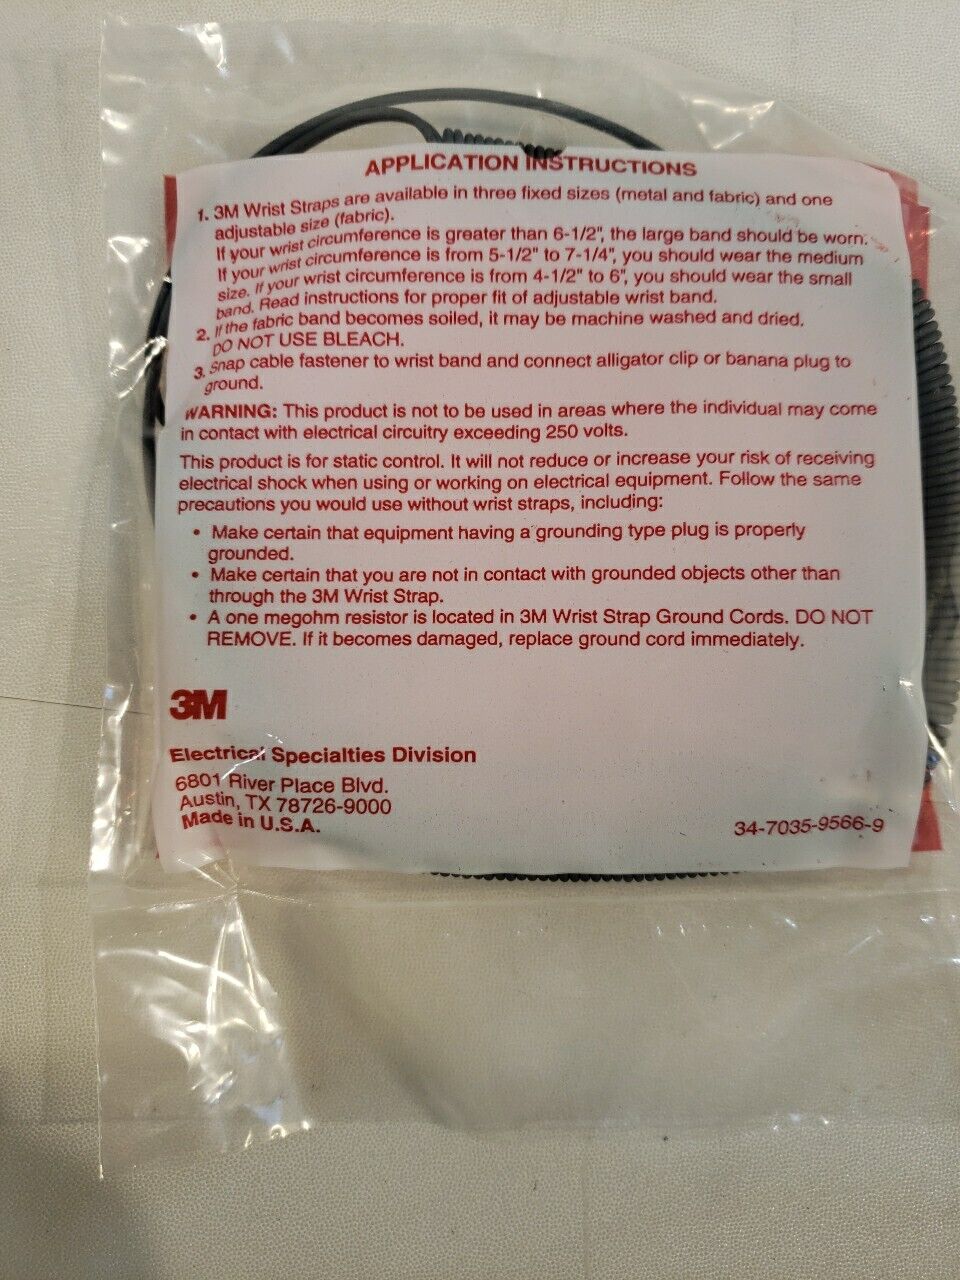 APPLICATION INSTRUCTIONS
1. 3M Wrist Straps are available in three fixed sizes (metal and fabric) and one
adjustable size (fabric).
If your wrist circumference is greater than 6-1/2", the large band should be worn.
If your wrist circumference is from 5-1/2" to 7-1/4", you should wear the medium
size. If your wrist circumference is from 4-1/2" to 6", you should wear the small
band. Read instructions for proper fit of adjustable wrist band.
2. If the fabric band becomes soiled, it may be machine washed and dried.
DO NOT USE BLEACH.
3. Snap cable fastener to wrist band and connect alligator clip or banana plug to
ground.
WARNING: This product is not to be used in areas where the individual may come
in contact with electrical circuitry exceeding 250 volts.
This product is for static control. It will not reduce or increase your risk of receiving
electrical shock when using or working on electrical equipment. Follow the same
precautions you would use without wrist straps, including:
• Make certain that equipment having a grounding type plug is properly
grounded.
• Make certain that you are not in contact with grounded objects other than
through the 3M Wrist Strap.
• A one megohm resistor is located in 3M Wrist Strap Ground Cords. DO NOT
REMOVE. If it becomes damaged, replace ground cord immediately.
3M
Electrical Specialties Division
6801 River Place Blvd.
Austin, TX 78726-9000
Made in U.S.A.
34-7035-9566-9